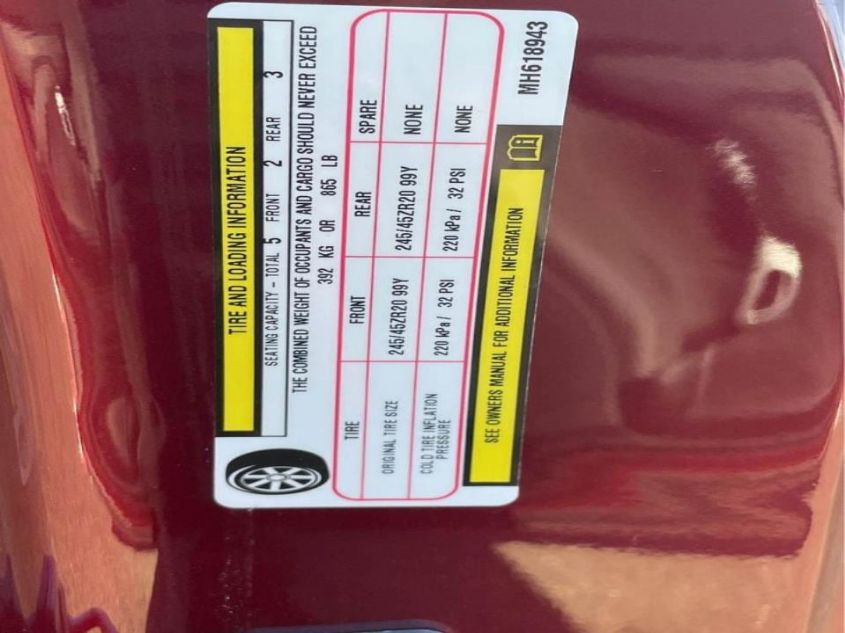 TIRE AND LOADING INFORMATION
SEATING CAPACITY - TOTAL 5 FRONT 2 REAR 3
THE COMBINED WEIGHT OF OCCUPANTS AND CARGO SHOULD NEVER EXCEED
392 KG OR 865 LB
TIRE FRONT REAR SPARE
ORIGINAL TIRE SIZE 245/45ZR20 99Y 245/45ZR20 99Y NONE
COLD TIRE INFLATION
PRESSURE 220 kPa / 32 PSI 220 kPa / 32 PSI NONE
SEE OWNERS MANUAL FOR ADDITIONAL INFORMATION
MH618943